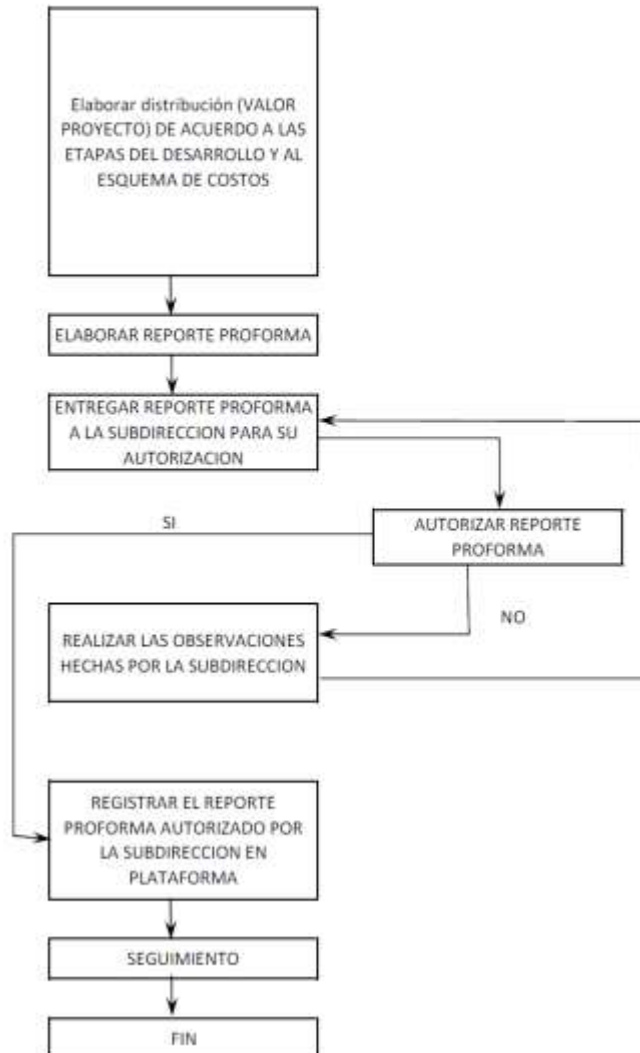 Elaborar distribución (VALOR
PROYECTO) DE ACUERDO A LAS
ETAPAS DEL DESARROLLO Y AL
ESQUEMA DE COSTOS
ELABORAR REPORTE PROFORMA
ENTREGAR REPORTE PROFORMA
A LA SUBDIRECCION PARA SU
AUTORIZACION
SI
AUTORIZAR REPORTE
PROFORMA
NO
REALIZAR LAS OBSERVACIONES
HECHAS POR LA SUBDIRECCION
REGISTRAR EL REPORTE
PROFORMA AUTORIZADO POR
LA SUBDIRECCION EN
PLATAFORMA
SEGUIMIENTO
FIN